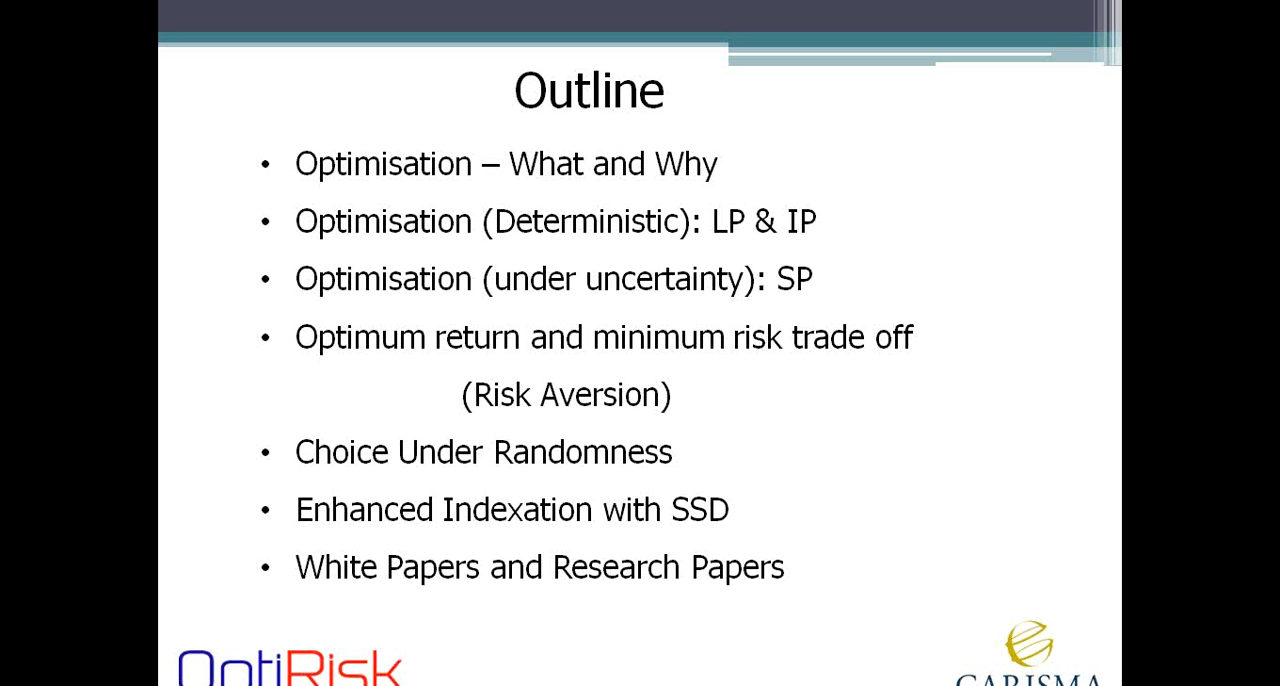 Outline
• Optimisation – What and Why
• Optimisation (Deterministic): LP & IP
• Optimisation (under uncertainty): SP
• Optimum return and minimum risk trade off
(Risk Aversion)
• Choice Under Randomness
• Enhanced Indexation with SSD
• White Papers and Research Papers
OptiRisk
CARISMA